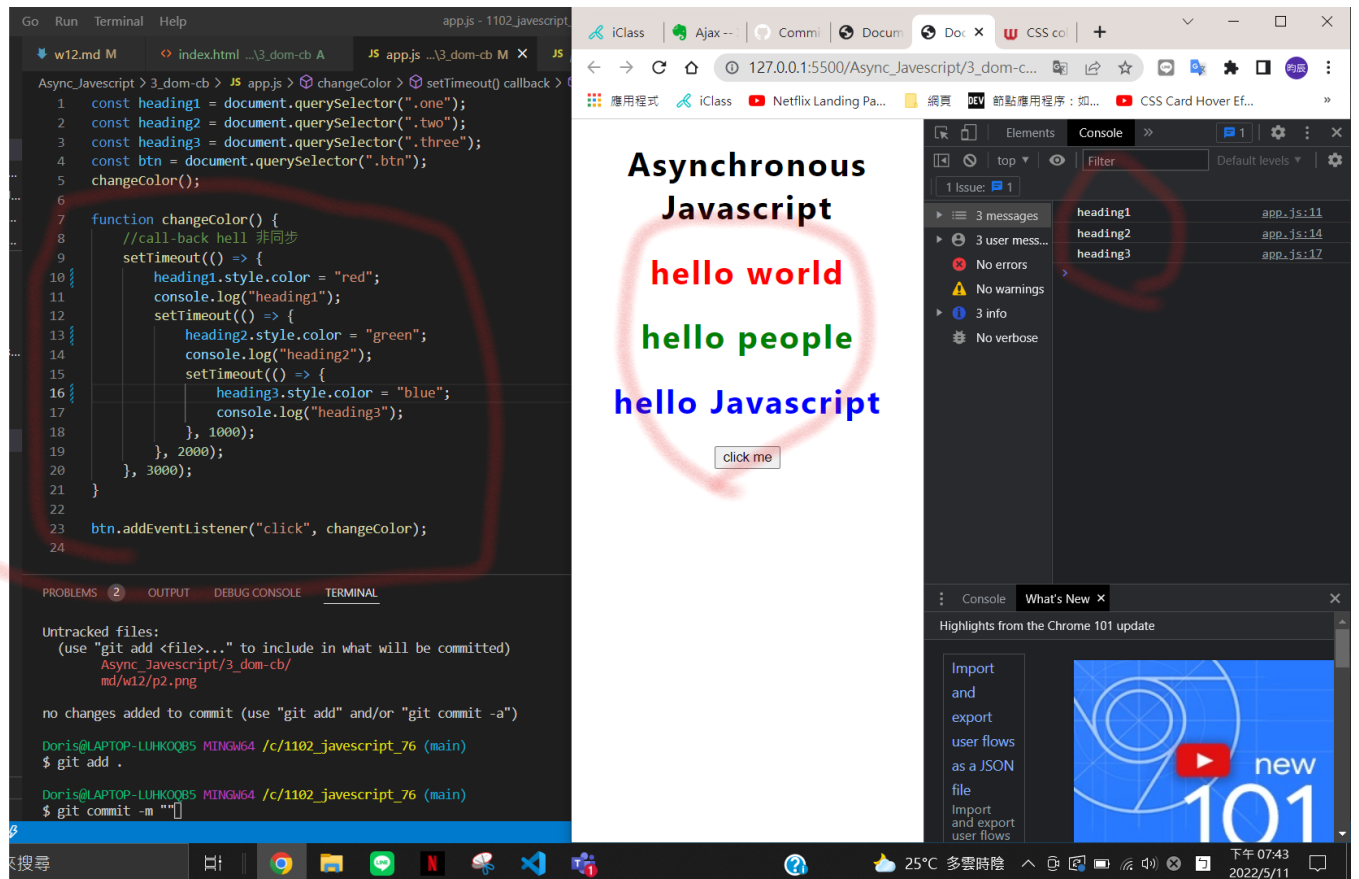 Go Run Terminal Help
app.js - 1102_javescript_
w12.md M
index.html ...\3_dom-cb A
JS app.js ...\3_dom-cb M
JS
Async_Javescript > 3_dom-cb > JS app.js > changeColor > setTimeout() callback >
1 const heading1 = document.querySelector(".one");
2 const heading2 = document.querySelector(".two");
3 const heading3 = document.querySelector(".three");
4 const btn = document.querySelector(".btn");
5 changeColor();
6
7 function changeColor() {
8 //call-back hell 非同步
9 setTimeout(() => {
10 heading1.style.color = "red";
11 console.log("heading1");
12 setTimeout(() => {
13 heading2.style.color = "green";
14 console.log("heading2");
15 setTimeout(() => {
16 heading3.style.color = "blue";
17 console.log("heading3");
18 }, 1000);
19 }, 2000);
20 }, 3000);
21 }
22
23 btn.addEventListener("click", changeColor);
24
PROBLEMS 2 OUTPUT DEBUG CONSOLE TERMINAL
Untracked files:
(use "git add <file>..." to include in what will be committed)
Async_Javescript/3_dom-cb/
md/w12/p2.png
no changes added to commit (use "git add" and/or "git commit -a")
Doris@LAPTOP-LUHKOQB5 MINGW64 /c/1102_javescript_76 (main)
$ git add .
Doris@LAPTOP-LUHKOQB5 MINGW64 /c/1102_javescript_76 (main)
$ git commit -m ""
iClass
Ajax --
Commi
Docum
Doc
CSS co
127.0.0.1:5500/Async_Javescript/3_dom-c...
昀辰
應用程式
iClass
Netflix Landing Pa...
網頁
DEV 節點應用程序:如...
CSS Card Hover Ef...
»
Asynchronous
Javascript
hello world
hello people
hello Javascript
click me
Elements Console » 1
top
Filter
Default levels
1 Issue: 1
3 messages
3 user mess...
No errors
No warnings
3 info
No verbose
heading1 app.js:11
heading2 app.js:14
heading3 app.js:17
Console What's New
Highlights from the Chrome 101 update
Import
and
export
user flows
as a JSON
file
Import
and export
user flows
new
101
來搜尋
25°C 多雲時陰
下午 07:43
2022/5/11